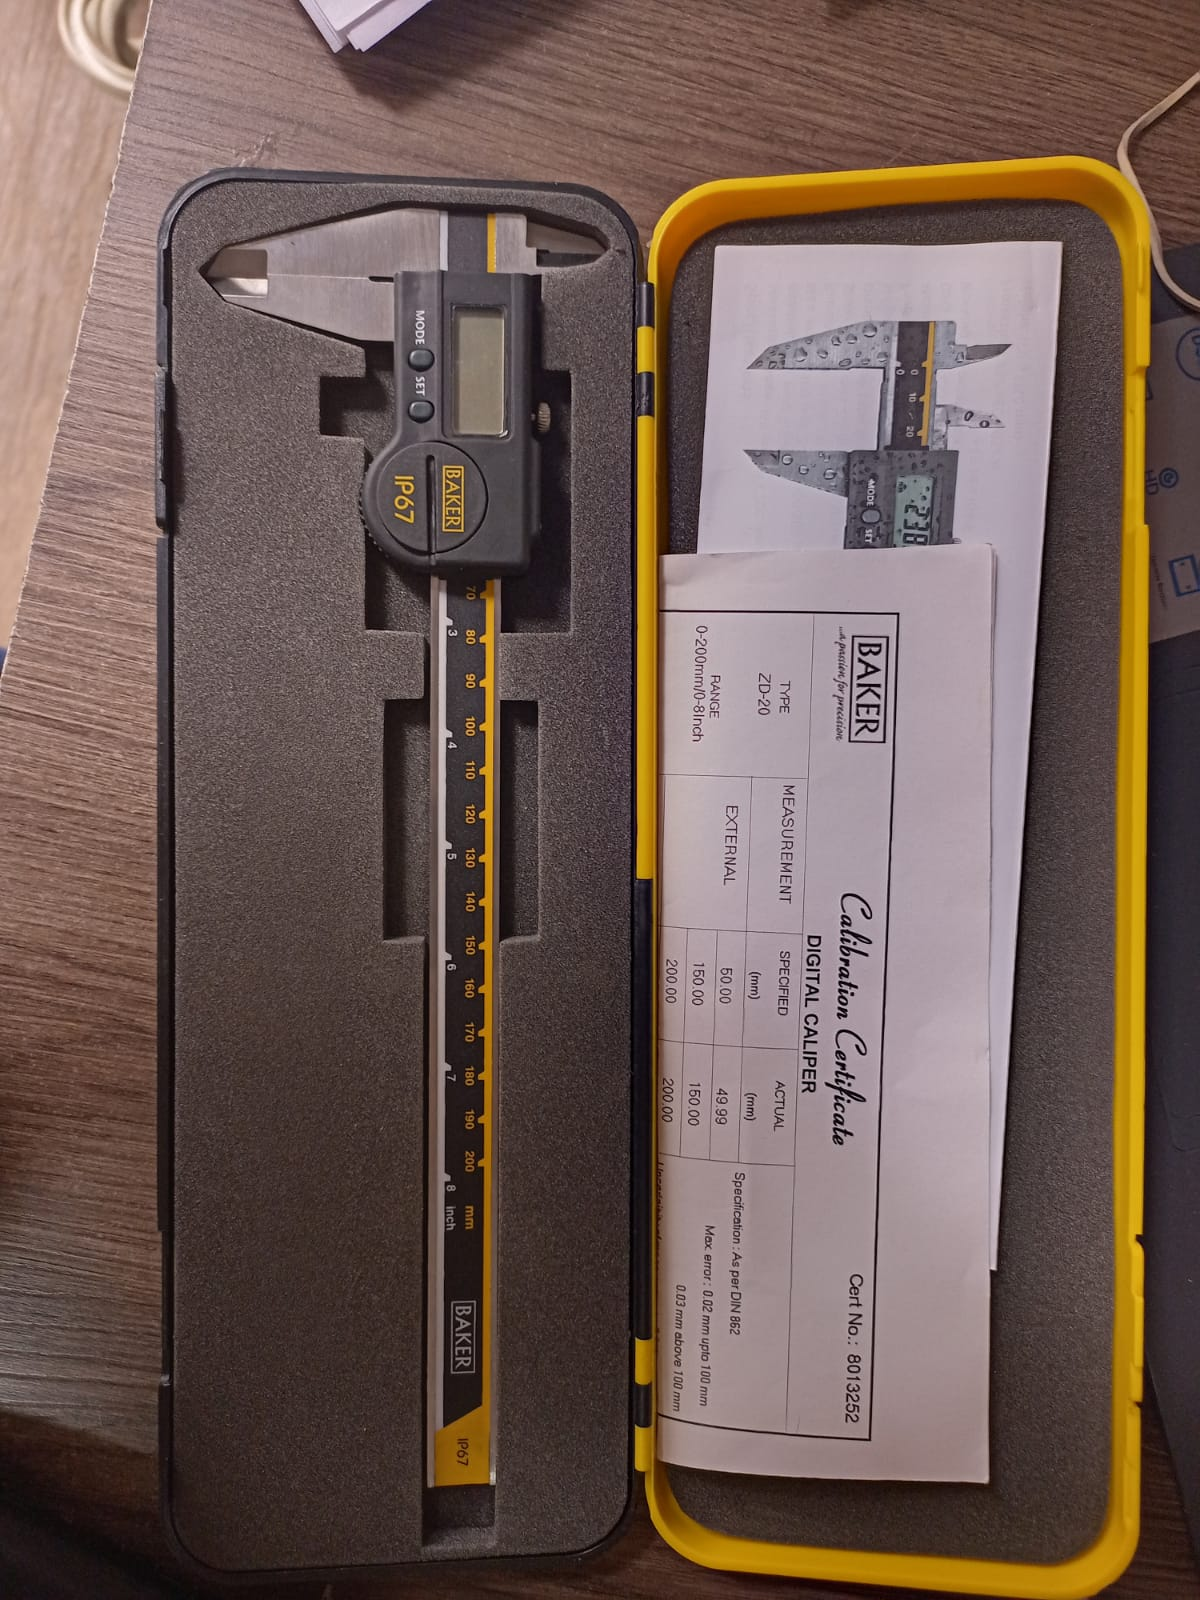 MODE SET
BAKER
IP67
70 80 90 100 110 120 130 140 150 160 170 180 190 200 mm
3 4 5 6 7 8 inch
BAKER
IP67
0 10 20
0
MODE SET
BAKER
...a passion for precision
Calibration Certificate
Cert No.: 8013252
DIGITAL CALIPER
TYPE
ZD-20
RANGE
0-200mm/0-8Inch
MEASUREMENT
EXTERNAL
SPECIFIED
(mm)
50.00
150.00
200.00
ACTUAL
(mm)
49.99
150.00
200.00
Specification : As per DIN 862
Max. error : 0.02 mm upto 100 mm
0.03 mm above 100 mm